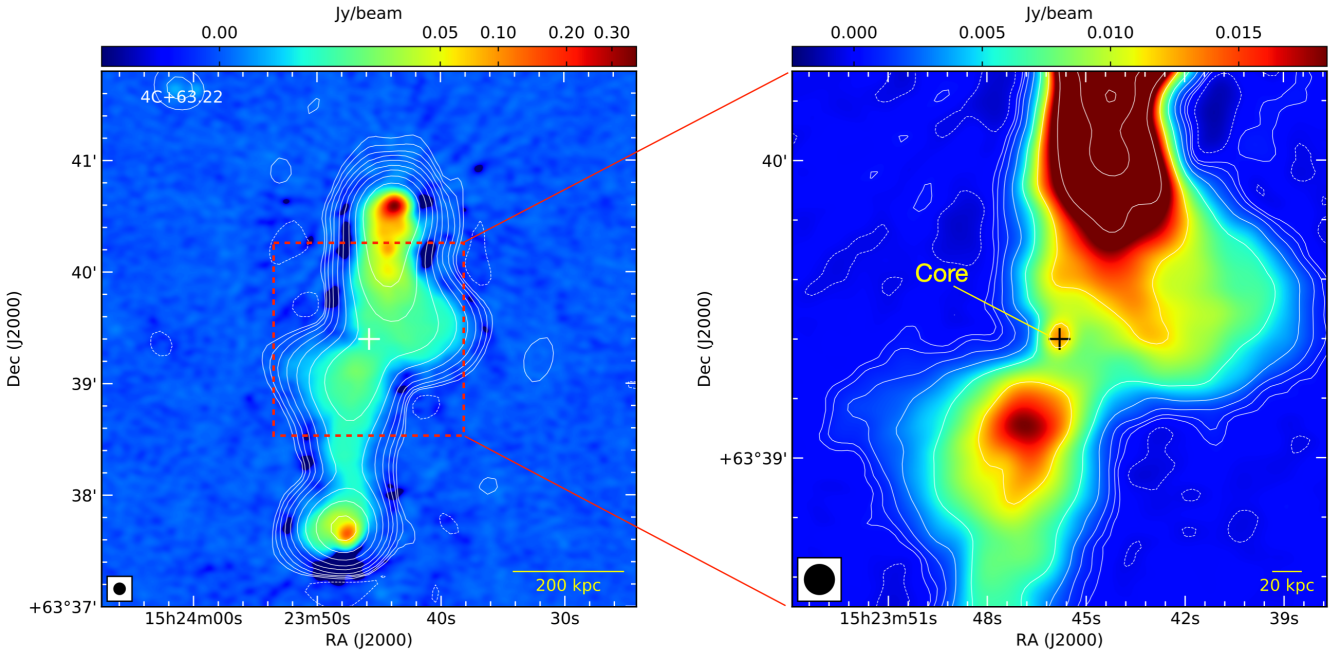 Jy/beam
0.00 0.05 0.10 0.20 0.30
4C+63.22
41'
40'
39'
38'
+63°37'
Dec (J2000)
200 kpc
15h24m00s 23m50s 40s 30s
RA (J2000)
Jy/beam
0.000 0.005 0.010 0.015
40'
Core
+63°39'
Dec (J2000)
20 kpc
15h23m51s 48s 45s 42s 39s
RA (J2000)